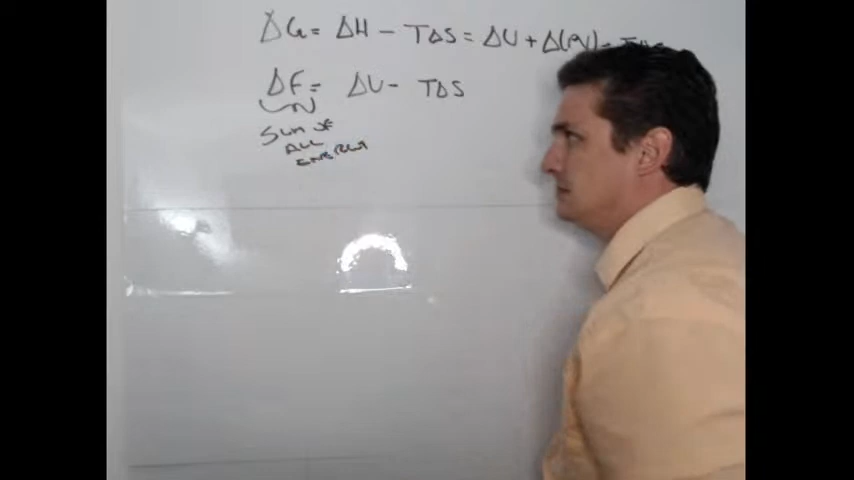 ΔG = ΔH - TΔS = ΔU + Δ(PV) -
ΔF = ΔU - TΔS
SUM OF
ALL
ENERGY